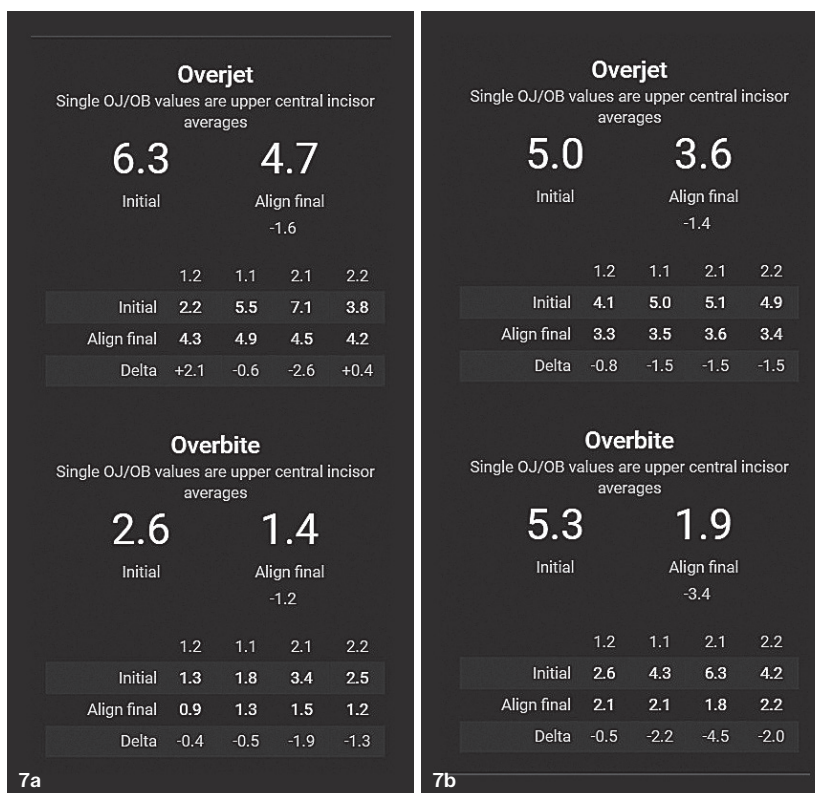 Overjet
Single OJ/OB values are upper central incisor
averages
6.3 4.7
Initial Align final
-1.6
1.2 1.1 2.1 2.2
Initial 2.2 5.5 7.1 3.8
Align final 4.3 4.9 4.5 4.2
Delta +2.1 -0.6 -2.6 +0.4
Overbite
Single OJ/OB values are upper central incisor
averages
2.6 1.4
Initial Align final
-1.2
1.2 1.1 2.1 2.2
Initial 1.3 1.8 3.4 2.5
Align final 0.9 1.3 1.5 1.2
Delta -0.4 -0.5 -1.9 -1.3
7a
Overjet
Single OJ/OB values are upper central incisor
averages
5.0 3.6
Initial Align final
-1.4
1.2 1.1 2.1 2.2
Initial 4.1 5.0 5.1 4.9
Align final 3.3 3.5 3.6 3.4
Delta -0.8 -1.5 -1.5 -1.5
Overbite
Single OJ/OB values are upper central incisor
averages
5.3 1.9
Initial Align final
-3.4
1.2 1.1 2.1 2.2
Initial 2.6 4.3 6.3 4.2
Align final 2.1 2.1 1.8 2.2
Delta -0.5 -2.2 -4.5 -2.0
7b